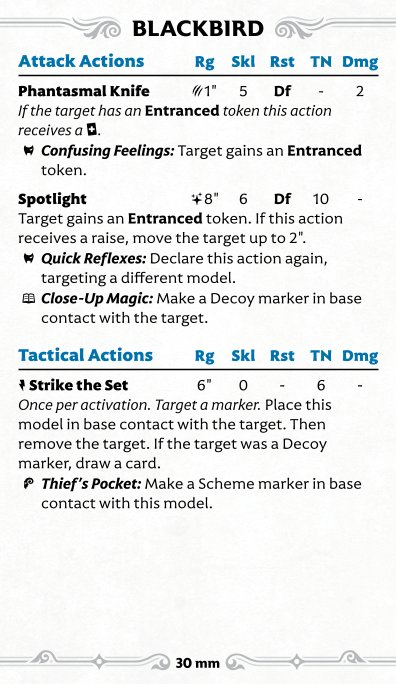 BLACKBIRD
Attack Actions Rg Skl Rst TN Dmg
Phantasmal Knife 1" 5 Df - 2
If the target has an Entranced token this action
receives a .
Confusing Feelings: Target gains an Entranced
token.
Spotlight 8" 6 Df 10 -
Target gains an Entranced token. If this action
receives a raise, move the target up to 2".
Quick Reflexes: Declare this action again,
targeting a different model.
Close-Up Magic: Make a Decoy marker in base
contact with the target.
Tactical Actions Rg Skl Rst TN Dmg
Strike the Set 6" 0 - 6 -
Once per activation. Target a marker. Place this
model in base contact with the target. Then
remove the target. If the target was a Decoy
marker, draw a card.
Thief's Pocket: Make a Scheme marker in base
contact with this model.
30 mm